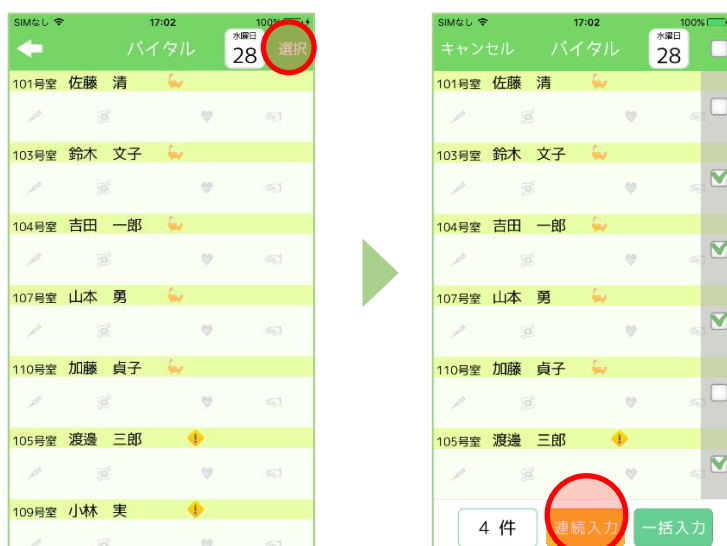 SIMなし 17:02 100%
バイタル 水曜日 28 選択
101号室 佐藤 清
103号室 鈴木 文子
104号室 吉田 一郎
107号室 山本 勇
110号室 加藤 貞子
105号室 渡邉 三郎
109号室 小林 実
SIMなし 17:02 100%
キャンセル バイタル 水曜日 28
101号室 佐藤 清
103号室 鈴木 文子
104号室 吉田 一郎
107号室 山本 勇
110号室 加藤 貞子
105号室 渡邉 三郎
4 件 連続入力 一括入力